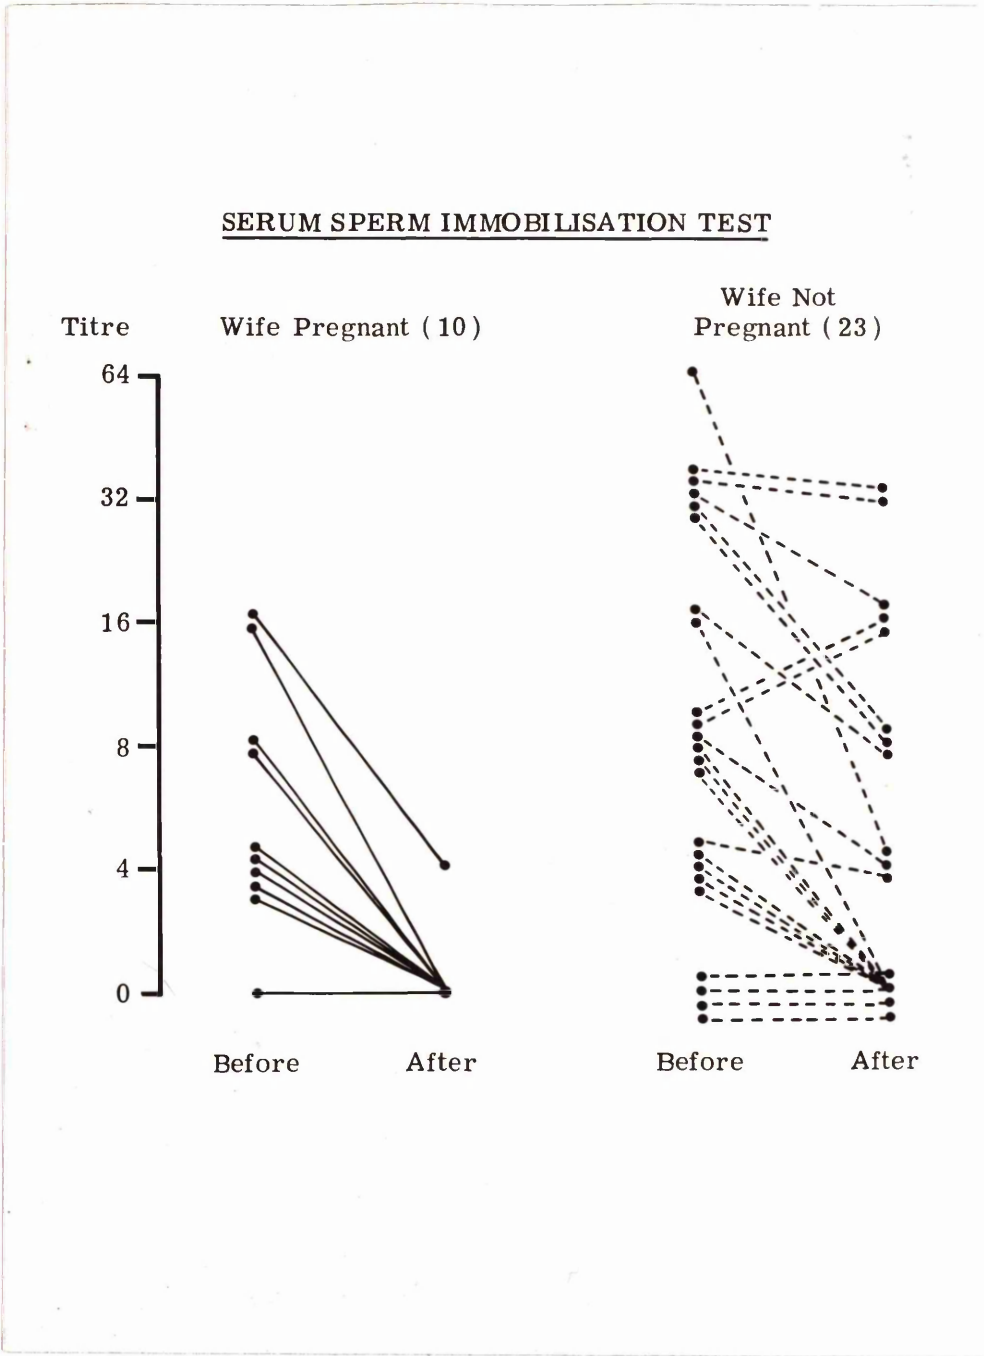 SERUM SPERM IMMOBILISATION TEST
Titre
Wife Pregnant (10)
Wife Not
Pregnant (23)
64
32
16
8
4
0
Before After
Before After